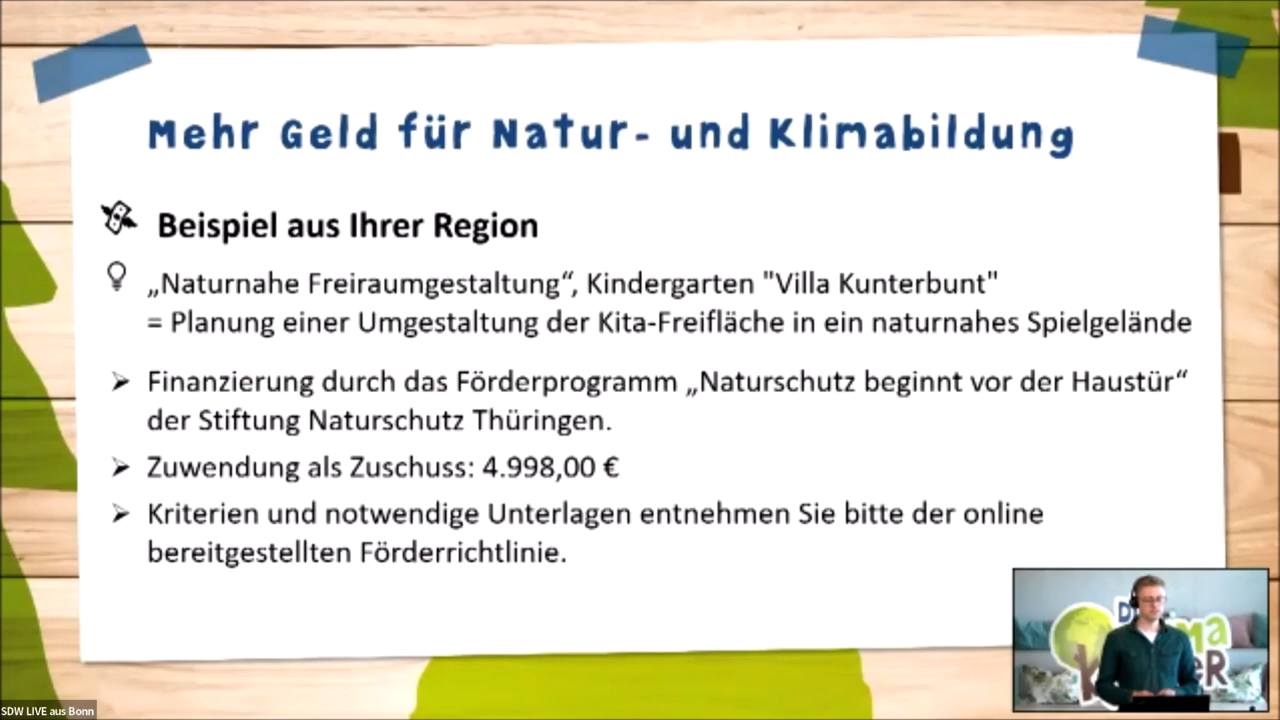 Mehr Geld für Natur- und Klimabildung
Beispiel aus Ihrer Region
„Naturnahe Freiraumgestaltung“, Kindergarten "Villa Kunterbunt"
= Planung einer Umgestaltung der Kita-Freifläche in ein naturnahes Spielgelände
➢ Finanzierung durch das Förderprogramm „Naturschutz beginnt vor der Haustür“
der Stiftung Naturschutz Thüringen.
➢ Zuwendung als Zuschuss: 4.998,00 €
➢ Kriterien und notwendige Unterlagen entnehmen Sie bitte der online
bereitgestellten Förderrichtlinie.
SDW LIVE aus Bonn